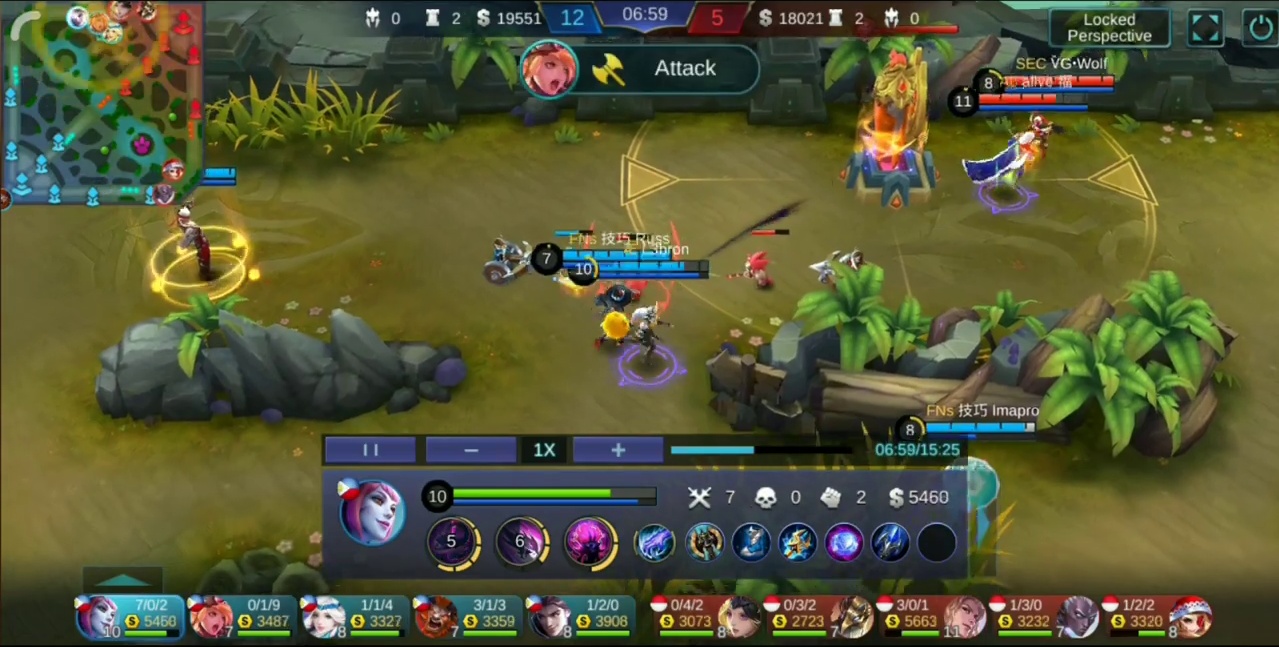 0 2 $ 19551 12 06:59 5 $ 18021 2 0
Locked
Perspective
Attack
SEC VG•Wolf
8
alive 福
11
FNs 技巧 Russ
bron
7
10
FNs 技巧 Imapro
8
1X
06:59/15:25
10
7 0 2 $ 5460
5 6
7/0/2 0/1/9 1/1/4 3/1/3 1/2/0 0/4/2 0/3/2 3/0/1 1/3/0 1/2/2
5460 3487 3327 3359 3908 3073 2723 5663 3232 3320
10 7 8 7 8 8 7 11 7 8